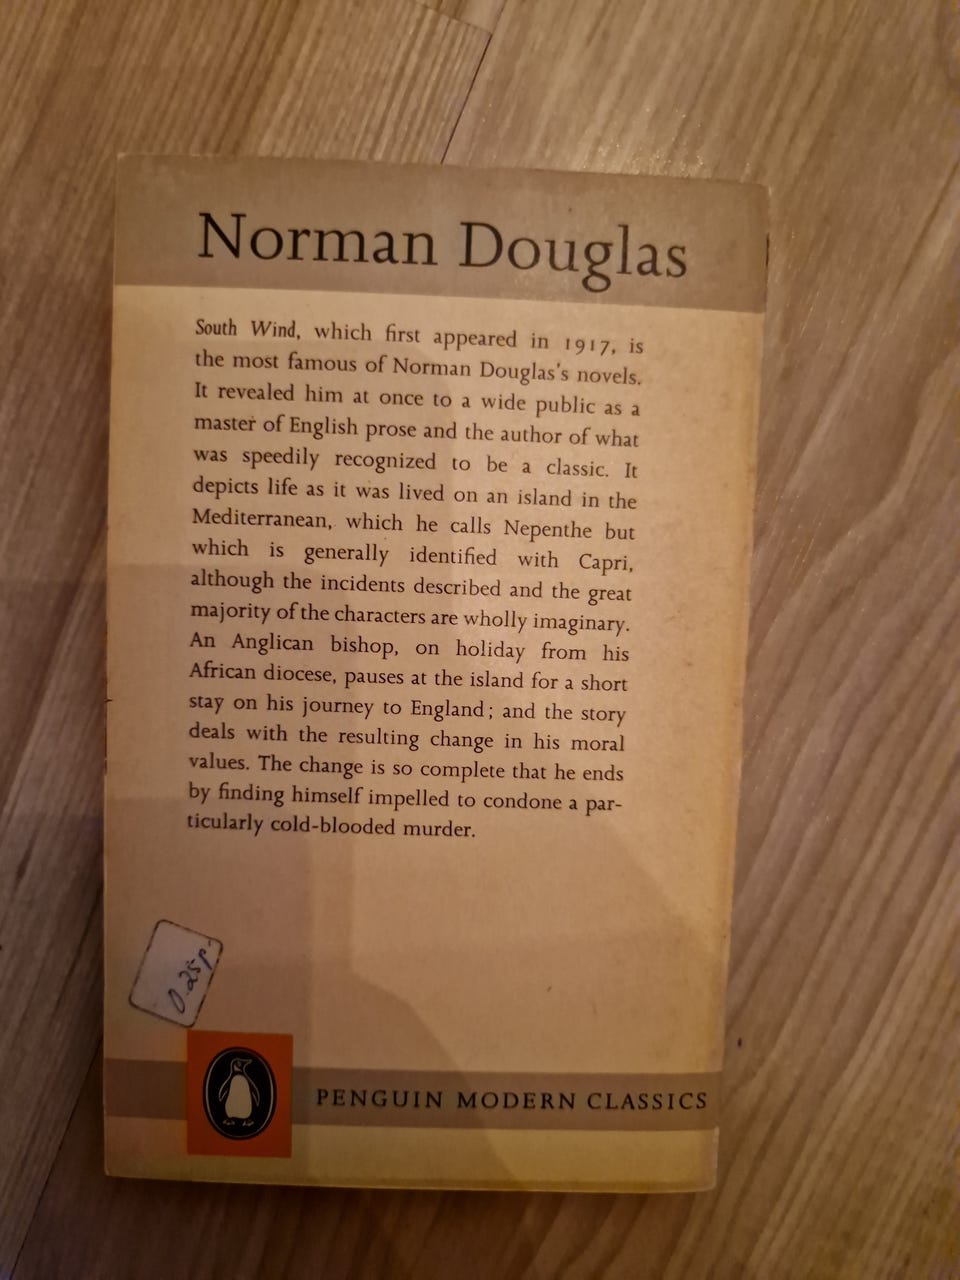 Norman Douglas
South Wind, which first appeared in 1917, is
the most famous of Norman Douglas's novels.
It revealed him at once to a wide public as a
master of English prose and the author of what
was speedily recognized to be a classic. It
depicts life as it was lived on an island in the
Mediterranean, which he calls Nepenthe but
which is generally identified with Capri,
although the incidents described and the great
majority of the characters are wholly imaginary.
An Anglican bishop, on holiday from his
African diocese, pauses at the island for a short
stay on his journey to England; and the story
deals with the resulting change in his moral
values. The change is so complete that he ends
by finding himself impelled to condone a par-
ticularly cold-blooded murder.
0.25p
PENGUIN MODERN CLASSICS